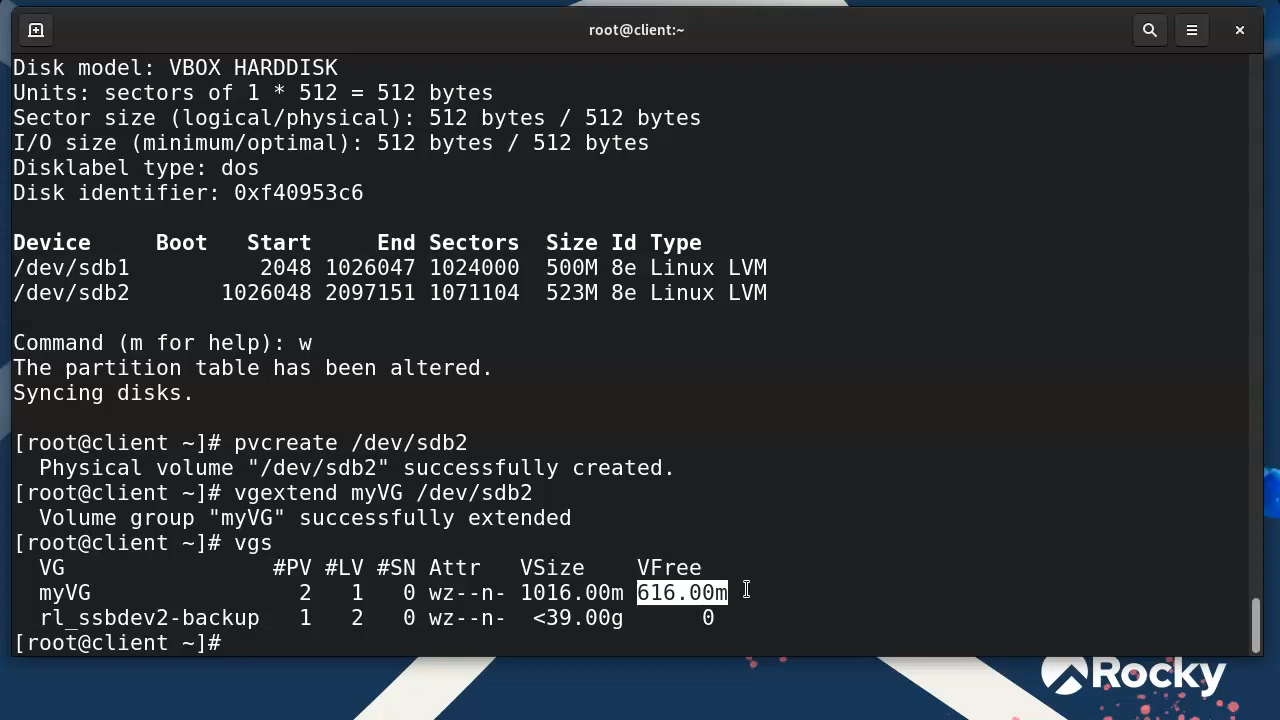 root@client:~
Disk model: VBOX HARDDISK
Units: sectors of 1 * 512 = 512 bytes
Sector size (logical/physical): 512 bytes / 512 bytes
I/O size (minimum/optimal): 512 bytes / 512 bytes
Disklabel type: dos
Disk identifier: 0xf40953c6
Device     Boot   Start     End Sectors  Size Id Type
/dev/sdb1          2048 1026047 1024000  500M 8e Linux LVM
/dev/sdb2       1026048 2097151 1071104  523M 8e Linux LVM
Command (m for help): w
The partition table has been altered.
Syncing disks.
[root@client ~]# pvcreate /dev/sdb2
  Physical volume "/dev/sdb2" successfully created.
[root@client ~]# vgextend myVG /dev/sdb2
  Volume group "myVG" successfully extended
[root@client ~]# vgs
  VG                #PV #LV #SN Attr   VSize    VFree
  myVG                2   1   0 wz--n- 1016.00m 616.00m
  rl_ssbdev2-backup   1   2   0 wz--n-  <39.00g      0
[root@client ~]#
Rocky